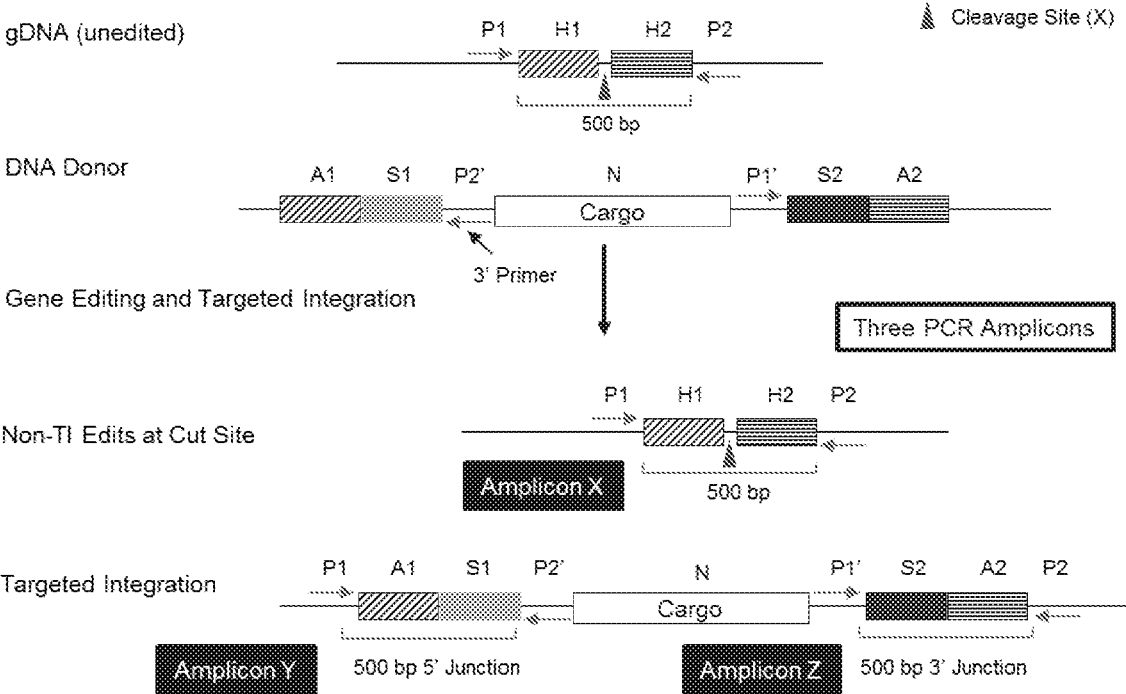 gDNA (unedited)
P1 H1 H2 P2
Cleavage Site (X)
500 bp
DNA Donor
A1 S1 P2' N P1' S2 A2
Cargo
3' Primer
Gene Editing and Targeted Integration
Three PCR Amplicons
P1 H1 H2 P2
Non-TI Edits at Cut Site
Amplicon X
500 bp
Targeted Integration
P1 A1 S1 P2' N P1' S2 A2 P2
Cargo
Amplicon Y
500 bp 5' Junction
Amplicon Z
500 bp 3' Junction